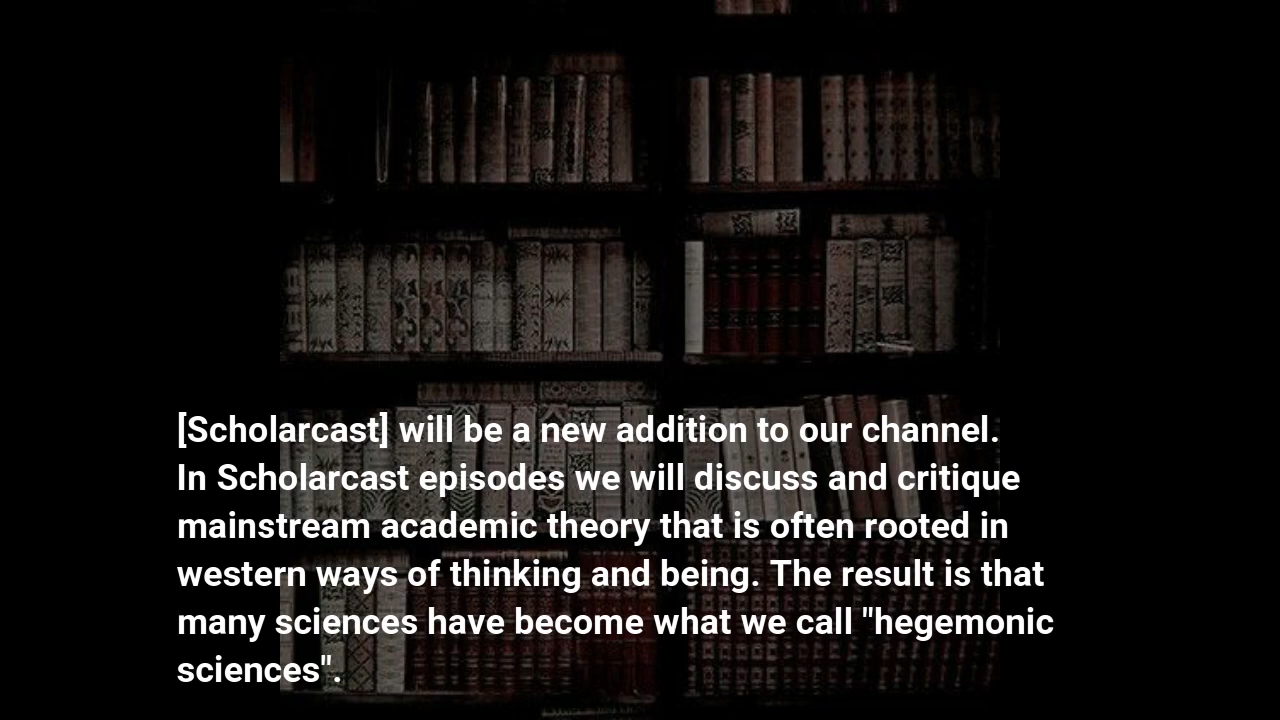 [Scholarcast] will be a new addition to our channel.
In Scholarcast episodes we will discuss and critique
mainstream academic theory that is often rooted in
western ways of thinking and being. The result is that
many sciences have become what we call "hegemonic
sciences".